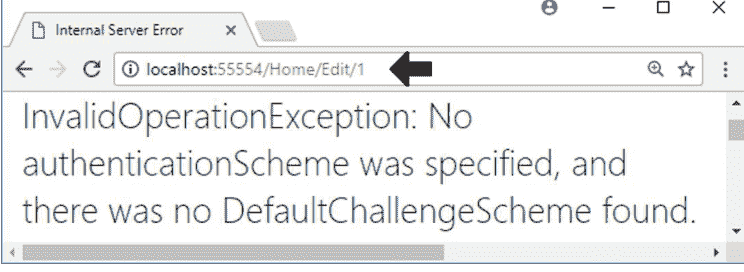 Internal Server Error
localhost:55554/Home/Edit/1
InvalidOperationException: No
authenticationScheme was specified, and
there was no DefaultChallengeScheme found.